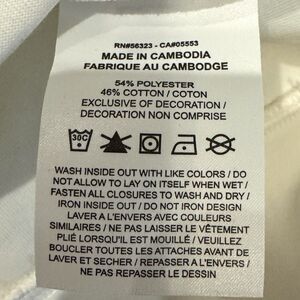 RN#56323 - CA#05553
MADE IN CAMBODIA
FABRIQUE AU CAMBODGE
54% POLYESTER
46% COTTON / COTON
EXCLUSIVE OF DECORATION /
DECORATION NON COMPRISE
30C
WASH INSIDE OUT WITH LIKE COLORS / DO
NOT ALLOW TO LAY ON ITSELF WHEN WET /
FASTEN ALL CLOSURES TO WASH AND DRY /
IRON INSIDE OUT / DO NOT IRON DESIGN
LAVER A L'ENVERS AVEC COULEURS
SIMILAIRES / NE PAS LAISSER LE VÊTEMENT
PLIÉ LORSQU'IL EST MOUILLÉ / VEUILLEZ
BOUCLER TOUTES LES ATTACHES AVANT DE
LAVER ET SECHER / REPASSER A L'ENVERS /
NE PAS REPASSER LE DESSIN